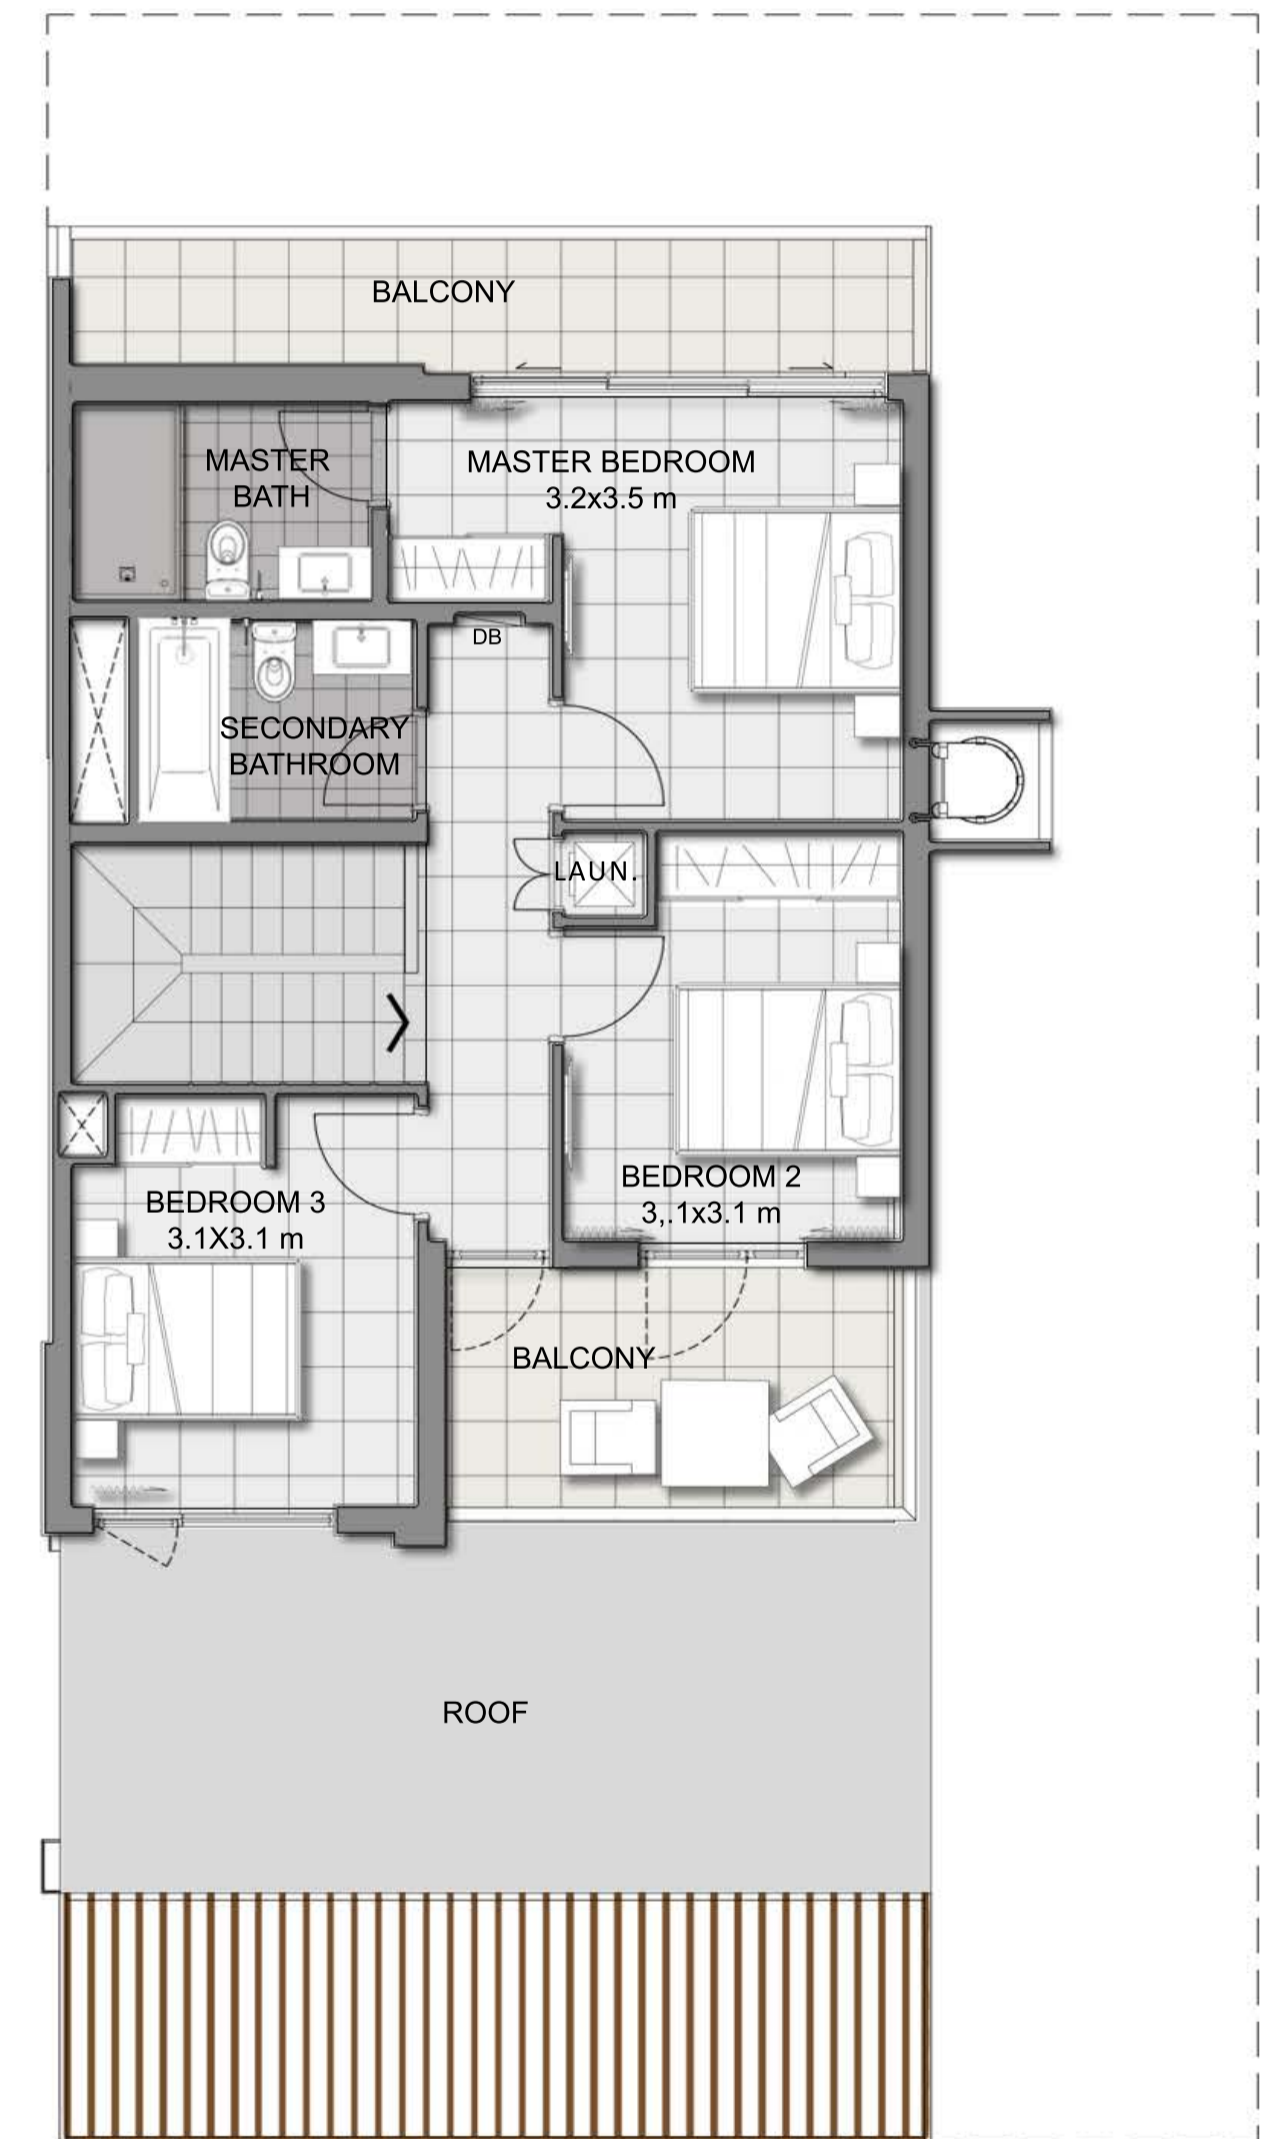 BALCONY
MASTER
BATH
MASTER BEDROOM
3.2x3.5 m
DB
SECONDARY
BATHROOM
LAUN.
BEDROOM 2
3,.1x3.1 m
BEDROOM 3
3.1X3.1 m
BALCONY
ROOF